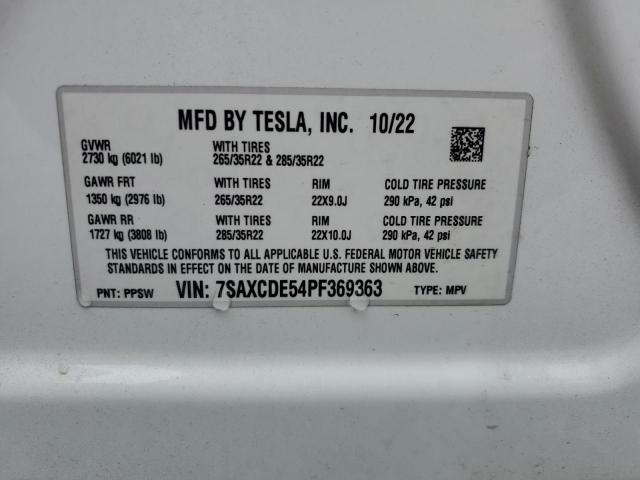 MFD BY TESLA, INC. 10/22
GVWR WITH TIRES
2730 kg (6021 lb) 265/35R22 & 285/35R22
GAWR FRT WITH TIRES RIM COLD TIRE PRESSURE
1350 kg (2976 lb) 265/35R22 22X9.0J 290 kPa, 42 psi
GAWR RR WITH TIRES RIM COLD TIRE PRESSURE
1727 kg (3808 lb) 285/35R22 22X10.0J 290 kPa, 42 psi
THIS VEHICLE CONFORMS TO ALL APPLICABLE U.S. FEDERAL MOTOR VEHICLE SAFETY
STANDARDS IN EFFECT ON THE DATE OF MANUFACTURE SHOWN ABOVE.
PNT: PPSW VIN: 7SAXCDE54PF369363 TYPE: MPV